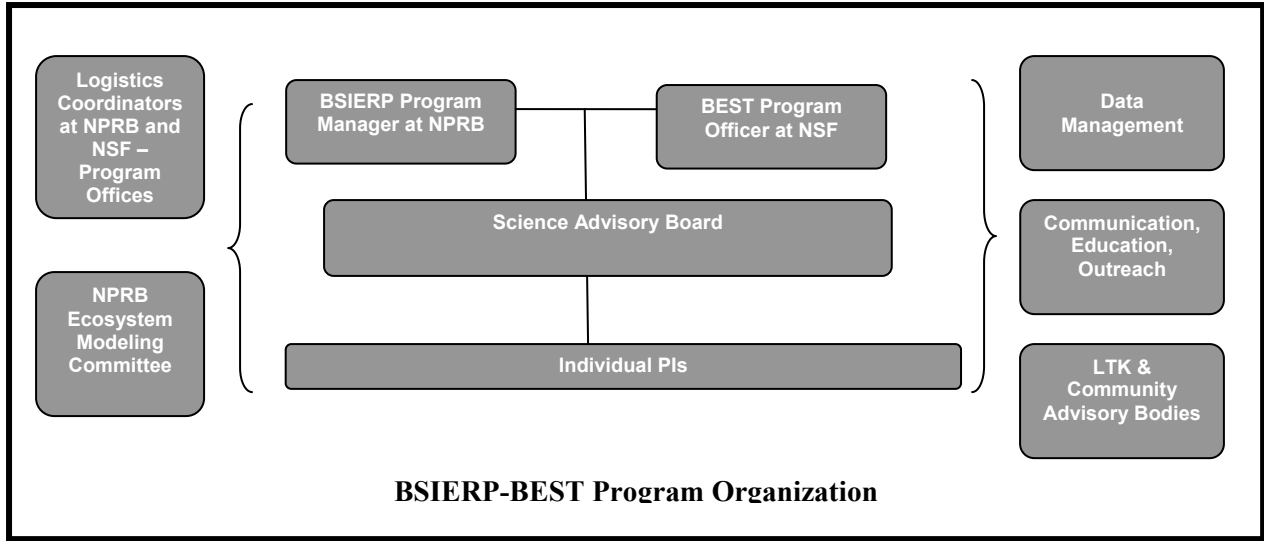 Logistics
Coordinators
at NPRB and
NSF –
Program
Offices
NPRB
Ecosystem
Modeling
Committee
BSIERP Program
Manager at NPRB
BEST Program
Officer at NSF
Science Advisory Board
Individual PIs
Data
Management
Communication,
Education,
Outreach
LTK &
Community
Advisory Bodies
BSIERP-BEST Program Organization